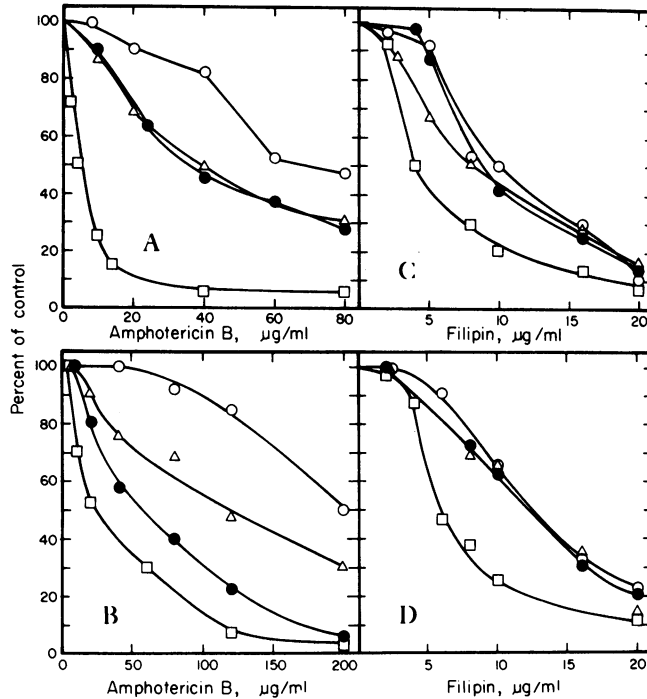 100
80
60
40
20
0
A
C
0 20 40 60 80
5 10 15 20
Amphotericin B, µg/ml
Filipin, µg/ml
Percent of control
100
80
60
40
20
0
B
D
0 50 100 150 200
5 10 15 20
Amphotericin B, µg/ml
Filipin, µg/ml